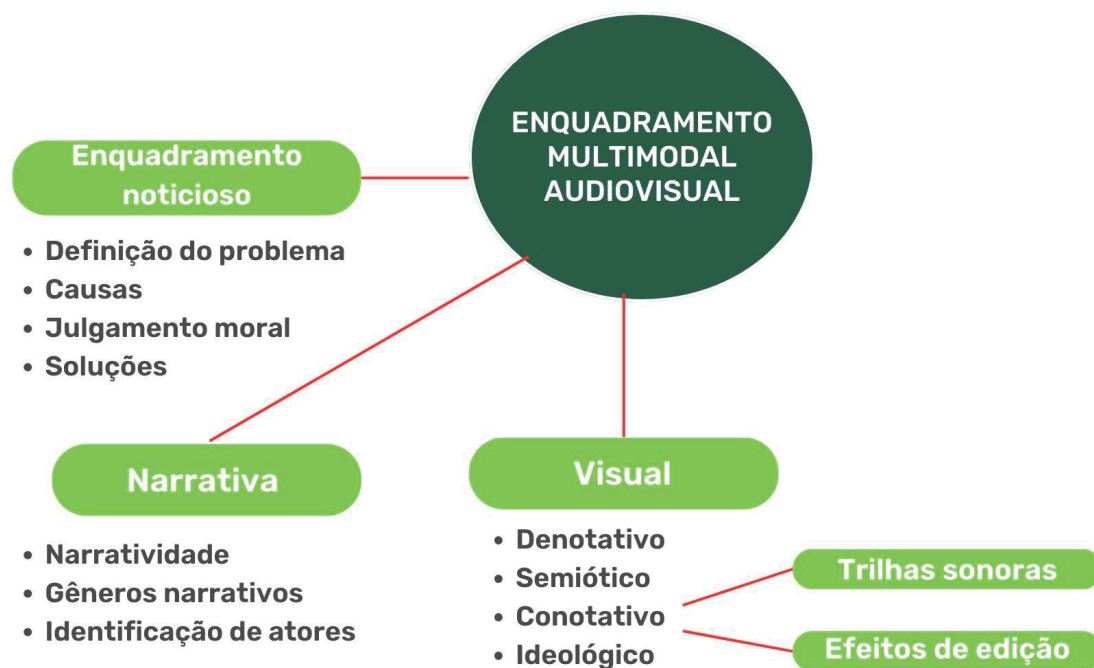 ENQUADRAMENTO
MULTIMODAL
AUDIOVISUAL
Enquadramento
noticioso
• Definição do problema
• Causas
• Julgamento moral
• Soluções
Narrativa
• Narratividade
• Gêneros narrativos
• Identificação de atores
Visual
• Denotativo
• Semiótico
• Conotativo
• Ideológico
Trilhas sonoras
Efeitos de edição